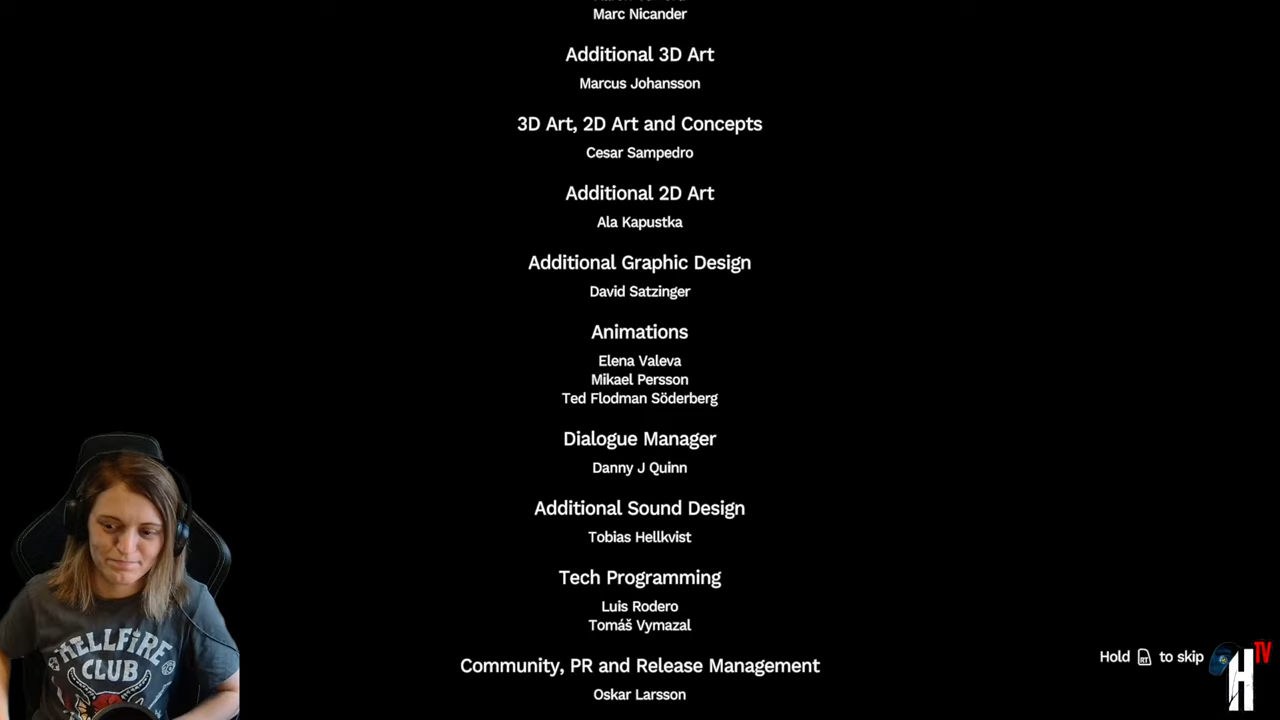 Marc Nicander
Additional 3D Art
Marcus Johansson
3D Art, 2D Art and Concepts
Cesar Sampedro
Additional 2D Art
Ala Kapustka
Additional Graphic Design
David Satzinger
Animations
Elena Valeva
Mikael Persson
Ted Flodman Söderberg
Dialogue Manager
Danny J Quinn
Additional Sound Design
Tobias Hellkvist
Tech Programming
Luis Rodero
Tomáš Vymazal
Community, PR and Release Management
Oskar Larsson
Hold RT to skip
H TV
HELLFIRE
CLUB